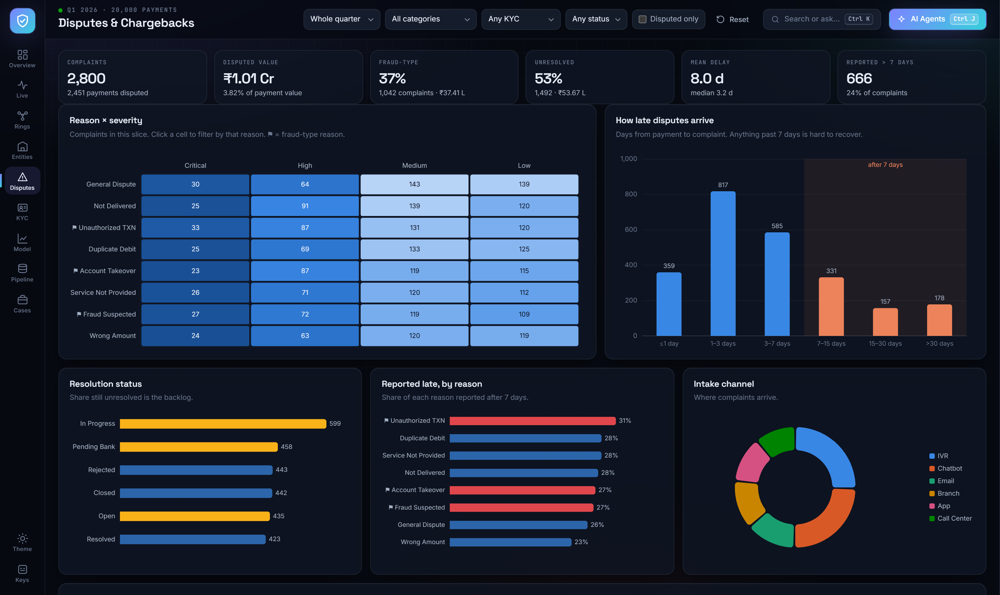 Q1 2026 · 20,000 PAYMENTS
Disputes & Chargebacks
Whole quarter
All categories
Any KYC
Any status
Disputed only
Reset
Search or ask... Ctrl K
AI Agents Ctrl J
Overview
Live
Rings
Entities
Disputes
KYC
Model
Pipeline
Cases
Theme
Keys
COMPLAINTS
2,800
2,451 payments disputed
DISPUTED VALUE
₹1.01 Cr
3.82% of payment value
FRAUD-TYPE
37%
1,042 complaints · ₹37.41 L
UNRESOLVED
53%
1,492 · ₹53.67 L
MEAN DELAY
8.0 d
median 3.2 d
REPORTED > 7 DAYS
666
24% of complaints
Reason × severity
Complaints in this slice. Click a cell to filter by that reason. ⚑ = fraud-type reason.
Critical High Medium Low
General Dispute 30 64 143 139
Not Delivered 25 91 139 120
⚑ Unauthorized TXN 33 87 131 120
Duplicate Debit 25 69 133 125
⚑ Account Takeover 23 87 119 115
Service Not Provided 26 71 120 112
⚑ Fraud Suspected 27 72 119 109
Wrong Amount 24 63 120 119
How late disputes arrive
Days from payment to complaint. Anything past 7 days is hard to recover.
1,000
800
600
400
200
0
after 7 days
359
817
585
331
157
178
≤1 day
1–3 days
3–7 days
7–15 days
15–30 days
>30 days
Resolution status
Share still unresolved is the backlog.
In Progress 599
Pending Bank 458
Rejected 443
Closed 442
Open 435
Resolved 423
Reported late, by reason
Share of each reason reported after 7 days.
⚑ Unauthorized TXN 31%
Duplicate Debit 28%
Service Not Provided 28%
Not Delivered 28%
⚑ Account Takeover 27%
⚑ Fraud Suspected 27%
General Dispute 26%
Wrong Amount 23%
Intake channel
Where complaints arrive.
IVR
Chatbot
Email
Branch
App
Call Center